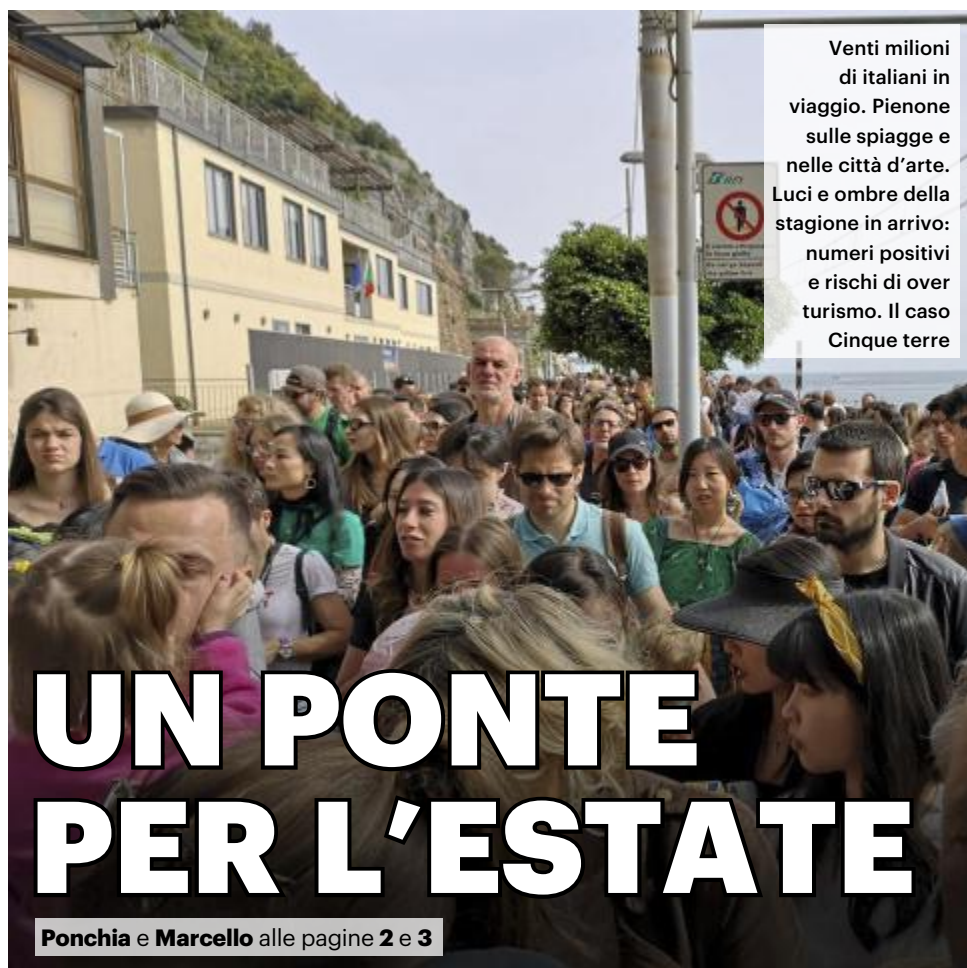 Venti milioni
di italiani in
viaggio. Pienone
sulle spiagge e
nelle città d'arte.
Luci e ombre della
stagione in arrivo:
numeri positivi
e rischi di over
turismo. Il caso
Cinque terre
UN PONTE
PER L'ESTATE
Ponchia e Marcello alle pagine 2 e 3